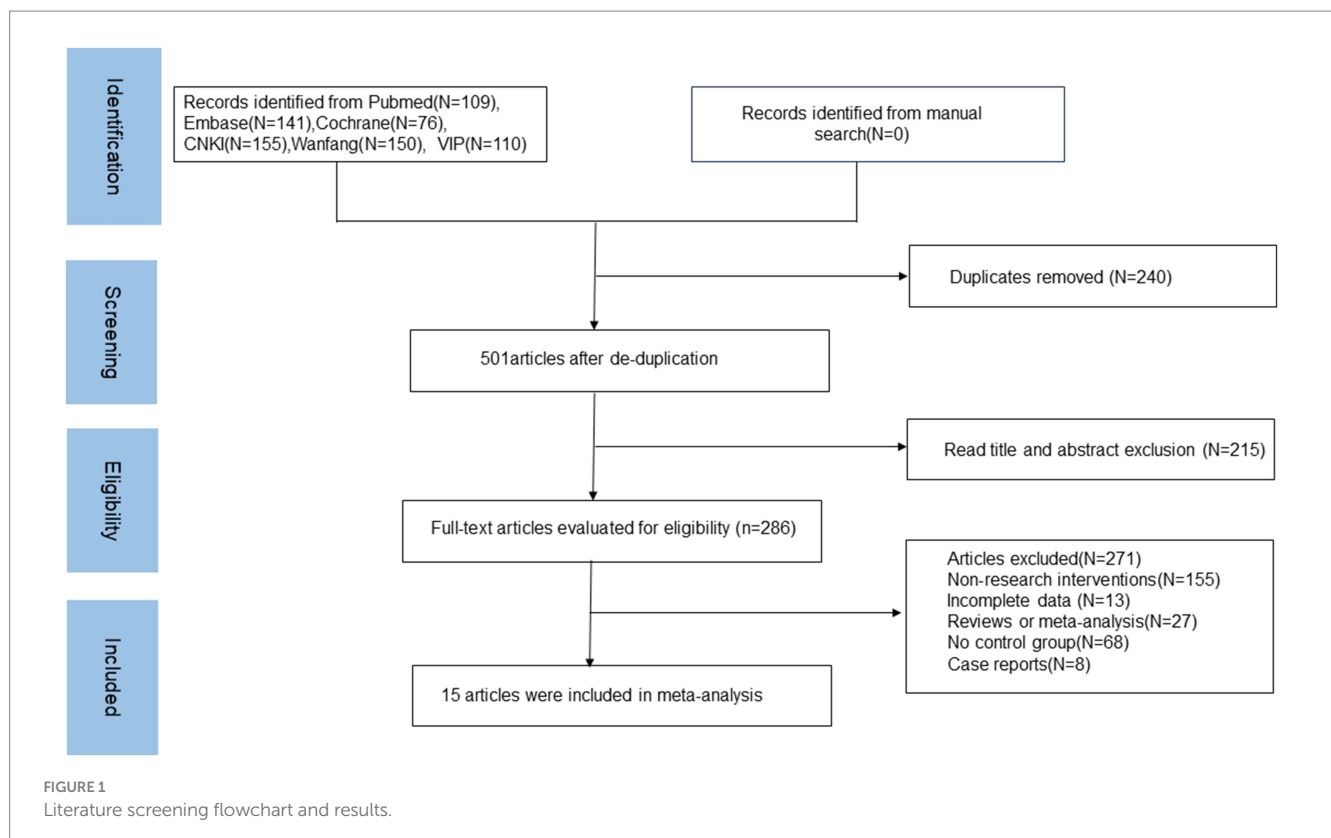 Identification
Records identified from Pubmed(N=109),
Embase(N=141),Cochrane(N=76),
CNKI(N=155),Wanfang(N=150), VIP(N=110)
Records identified from manual
search(N=0)
Screening
Duplicates removed (N=240)
501articles after de-duplication
Eligibility
Read title and abstract exclusion (N=215)
Full-text articles evaluated for eligibility (n=286)
Articles excluded(N=271)
Non-research interventions(N=155)
Incomplete data (N=13)
Reviews or meta-analysis(N=27)
No control group(N=68)
Case reports(N=8)
Included
15 articles were included in meta-analysis
FIGURE 1
Literature screening flowchart and results.